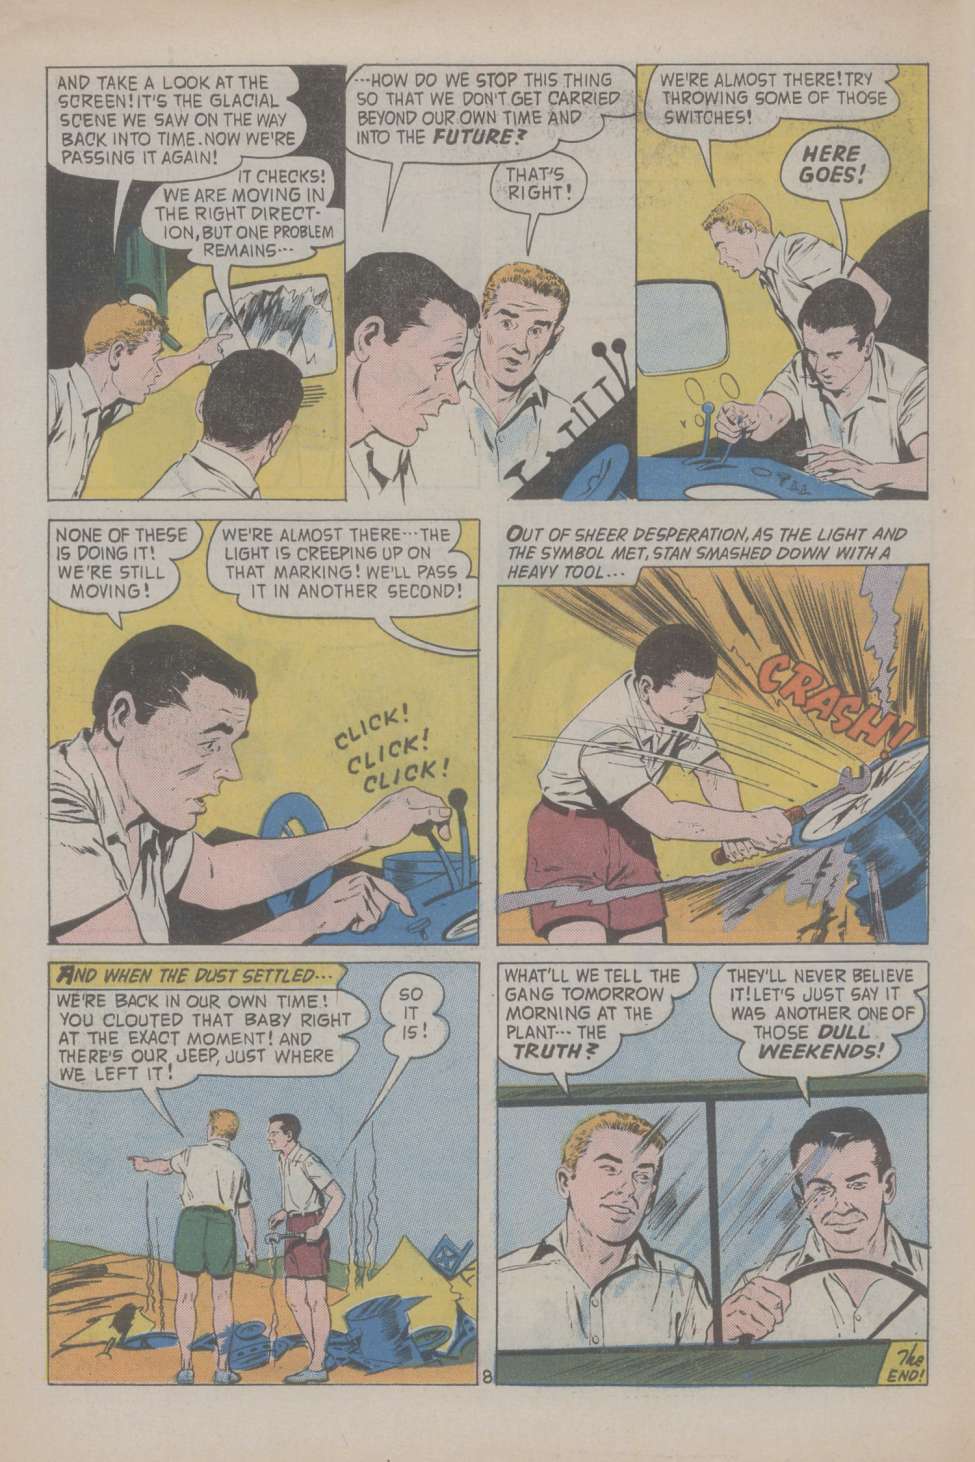 AND TAKE A LOOK AT THE
SCREEN! IT'S THE GLACIAL
SCENE WE SAW ON THE WAY
BACK INTO TIME. NOW WE'RE
PASSING IT AGAIN!
IT CHECKS!
WE ARE MOVING IN
THE RIGHT DIRECT-
ION, BUT ONE PROBLEM
REMAINS---
---HOW DO WE STOP THIS THING
SO THAT WE DON'T GET CARRIED
BEYOND OUR OWN TIME AND
INTO THE FUTURE?
THAT'S
RIGHT!
WE'RE ALMOST THERE! TRY
THROWING SOME OF THOSE
SWITCHES!
HERE
GOES!
NONE OF THESE
IS DOING IT!
WE'RE STILL
MOVING!
WE'RE ALMOST THERE---THE
LIGHT IS CREEPING UP ON
THAT MARKING! WE'LL PASS
IT IN ANOTHER SECOND!
CLICK!
CLICK!
CLICK!
OUT OF SHEER DESPERATION, AS THE LIGHT AND
THE SYMBOL MET, STAN SMASHED DOWN WITH A
HEAVY TOOL...
CRASH!
AND WHEN THE DUST SETTLED...
WE'RE BACK IN OUR OWN TIME!
YOU CLOUTED THAT BABY RIGHT
AT THE EXACT MOMENT! AND
THERE'S OUR JEEP, JUST WHERE
WE LEFT IT!
SO
IT
IS!
WHAT'LL WE TELL THE
GANG TOMORROW
MORNING AT THE
PLANT--- THE
TRUTH?
THEY'LL NEVER BELIEVE
IT! LET'S JUST SAY IT
WAS ANOTHER ONE OF
THOSE DULL
WEEKENDS!
The
END!
8